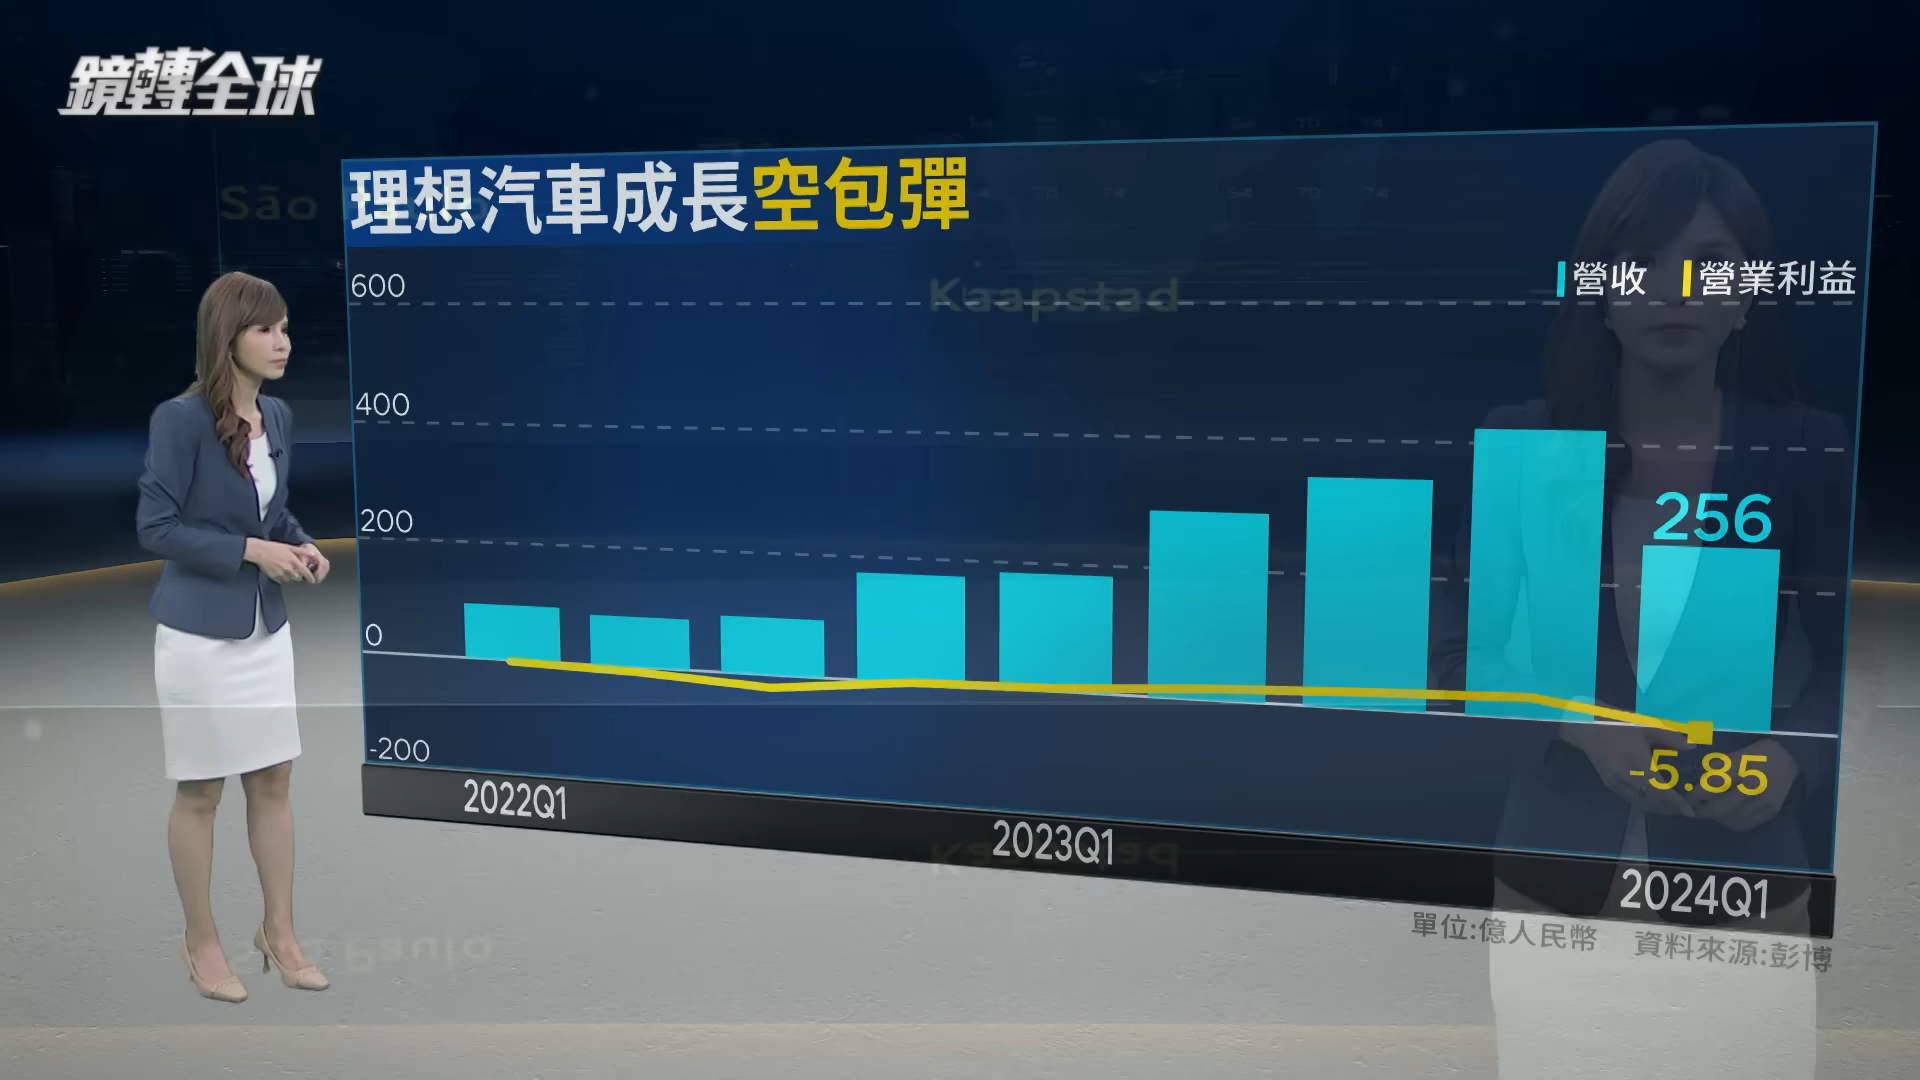 鏡轉全球
理想汽車成長空包彈
營收 營業利益
600
400
200
0
-200
256
-5.85
2022Q1
2023Q1
2024Q1
單位:億人民幣 資料來源:彭博
São
Kaapstad